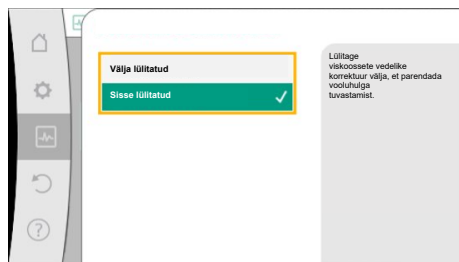 Välja lülitatud
Sisse lülitatud
Lülitage
viskoossete vedelike
korrektuur välja, et parendada
vooluhulga
tuvastamist.
?